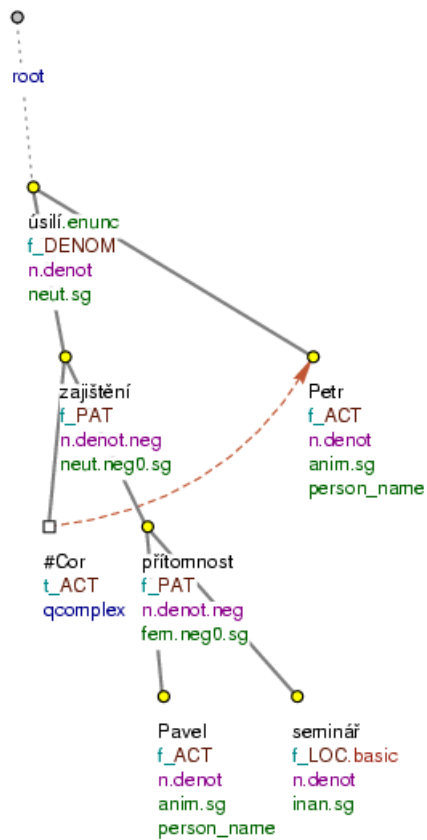 root
úsilí.enunc
f_DENOM
n.denot
neut.sg
zajištění
f_PAT
n.denot.neg
neut.neg0.sg
Petr
f_ACT
n.denot
anim.sg
person_name
#Cor
t_ACT
qcomplex
přítomnost
f_PAT
n.denot.neg
fem.neg0.sg
Pavel
f_ACT
n.denot
anim.sg
person_name
seminář
f_LOC.basic
n.denot
inan.sg